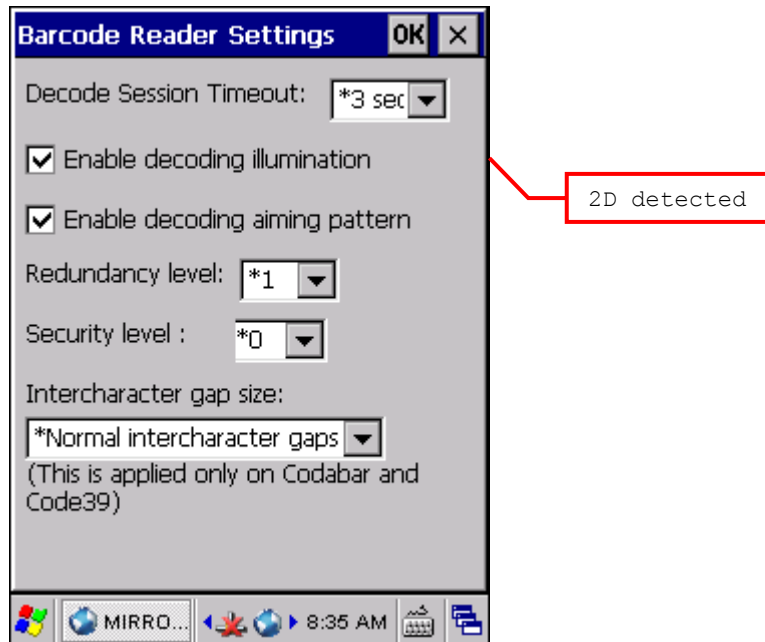 Barcode Reader Settings OK ×
Decode Session Timeout: *3 sec
Enable decoding illumination
2D detected
Enable decoding aiming pattern
Redundancy level: *1
Security level : *0
Intercharacter gap size:
*Normal intercharacter gaps
(This is applied only on Codabar and
Code39)
MIRRO... 8:35 AM